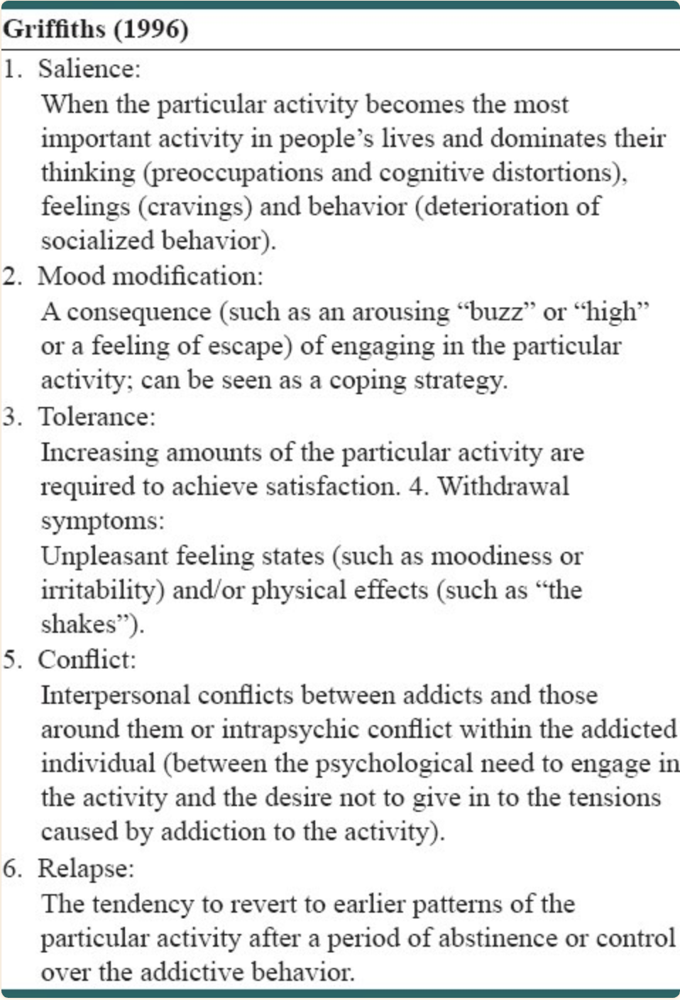 Griffiths (1996)
1. Salience:
When the particular activity becomes the most
important activity in people’s lives and dominates their
thinking (preoccupations and cognitive distortions),
feelings (cravings) and behavior (deterioration of
socialized behavior).
2. Mood modification:
A consequence (such as an arousing “buzz” or “high”
or a feeling of escape) of engaging in the particular
activity; can be seen as a coping strategy.
3. Tolerance:
Increasing amounts of the particular activity are
required to achieve satisfaction. 4. Withdrawal
symptoms:
Unpleasant feeling states (such as moodiness or
irritability) and/or physical effects (such as “the
shakes”).
5. Conflict:
Interpersonal conflicts between addicts and those
around them or intrapsychic conflict within the addicted
individual (between the psychological need to engage in
the activity and the desire not to give in to the tensions
caused by addiction to the activity).
6. Relapse:
The tendency to revert to earlier patterns of the
particular activity after a period of abstinence or control
over the addictive behavior.